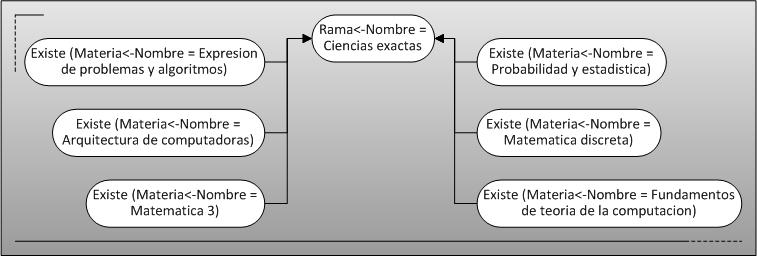 Rama<-Nombre =
Ciencias exactas
Existe (Materia<-Nombre = Expresion
de problemas y algoritmos)
Existe (Materia<-Nombre =
Probabilidad y estadistica)
Existe (Materia<-Nombre =
Arquitectura de computadoras)
Existe (Materia<-Nombre =
Matematica discreta)
Existe (Materia<-Nombre =
Matematica 3)
Existe (Materia<-Nombre = Fundamentos
de teoria de la computacion)